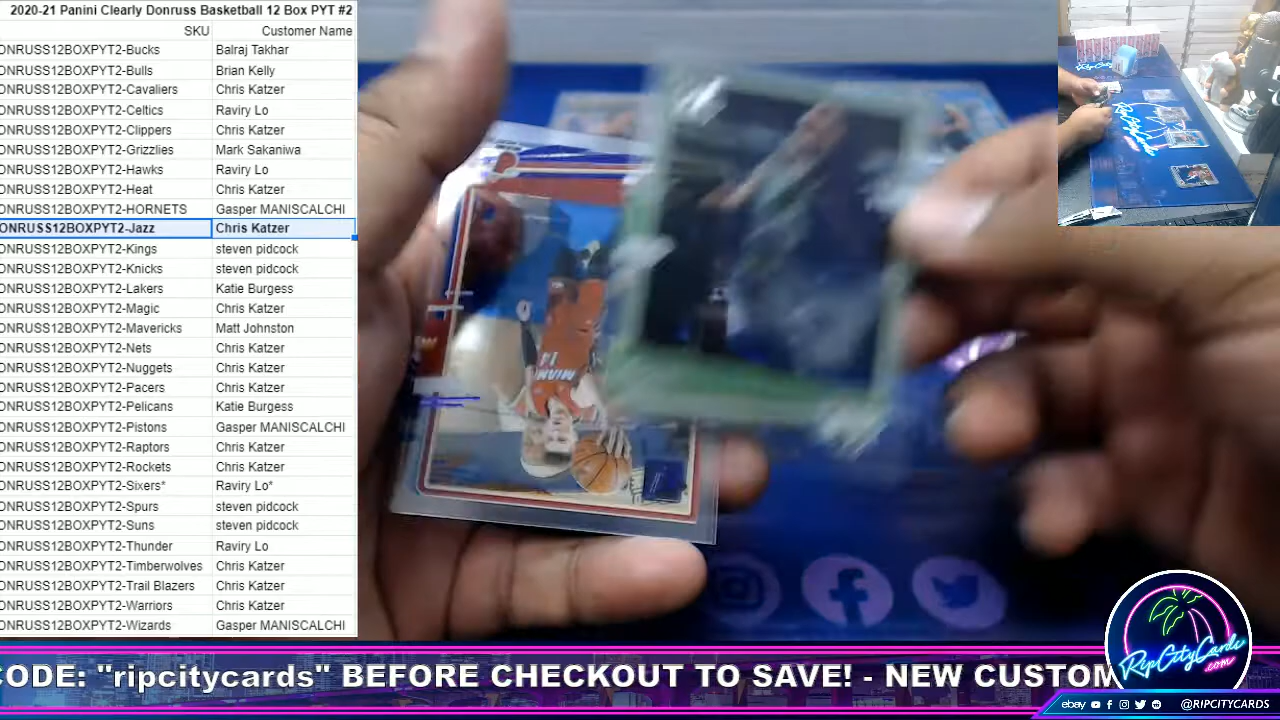 2020-21 Panini Clearly Donruss Basketball 12 Box PYT #2
SKU Customer Name
ONRUSS12BOXPYT2-Bucks Balraj Takhar
ONRUSS12BOXPYT2-Bulls Brian Kelly
ONRUSS12BOXPYT2-Cavaliers Chris Katzer
ONRUSS12BOXPYT2-Celtics Raviry Lo
ONRUSS12BOXPYT2-Clippers Chris Katzer
ONRUSS12BOXPYT2-Grizzlies Mark Sakaniwa
ONRUSS12BOXPYT2-Hawks Raviry Lo
ONRUSS12BOXPYT2-Heat Chris Katzer
ONRUSS12BOXPYT2-HORNETS Gasper MANISCALCHI
ONRUSS12BOXPYT2-Jazz Chris Katzer
ONRUSS12BOXPYT2-Kings steven pidcock
ONRUSS12BOXPYT2-Knicks steven pidcock
ONRUSS12BOXPYT2-Lakers Katie Burgess
ONRUSS12BOXPYT2-Magic Chris Katzer
ONRUSS12BOXPYT2-Mavericks Matt Johnston
ONRUSS12BOXPYT2-Nets Chris Katzer
ONRUSS12BOXPYT2-Nuggets Chris Katzer
ONRUSS12BOXPYT2-Pacers Chris Katzer
ONRUSS12BOXPYT2-Pelicans Katie Burgess
ONRUSS12BOXPYT2-Pistons Gasper MANISCALCHI
ONRUSS12BOXPYT2-Raptors Chris Katzer
ONRUSS12BOXPYT2-Rockets Chris Katzer
ONRUSS12BOXPYT2-Sixers* Raviry Lo*
ONRUSS12BOXPYT2-Spurs steven pidcock
ONRUSS12BOXPYT2-Suns steven pidcock
ONRUSS12BOXPYT2-Thunder Raviry Lo
ONRUSS12BOXPYT2-Timberwolves Chris Katzer
ONRUSS12BOXPYT2-Trail Blazers Chris Katzer
ONRUSS12BOXPYT2-Warriors Chris Katzer
ONRUSS12BOXPYT2-Wizards Gasper MANISCALCHI
MIAMI
14
CODE: "ripcitycards " BEFORE CHECKOUT TO SAVE! - NEW CUSTOM
RipCityCards
.com
ebay @RIPCITYCARDS